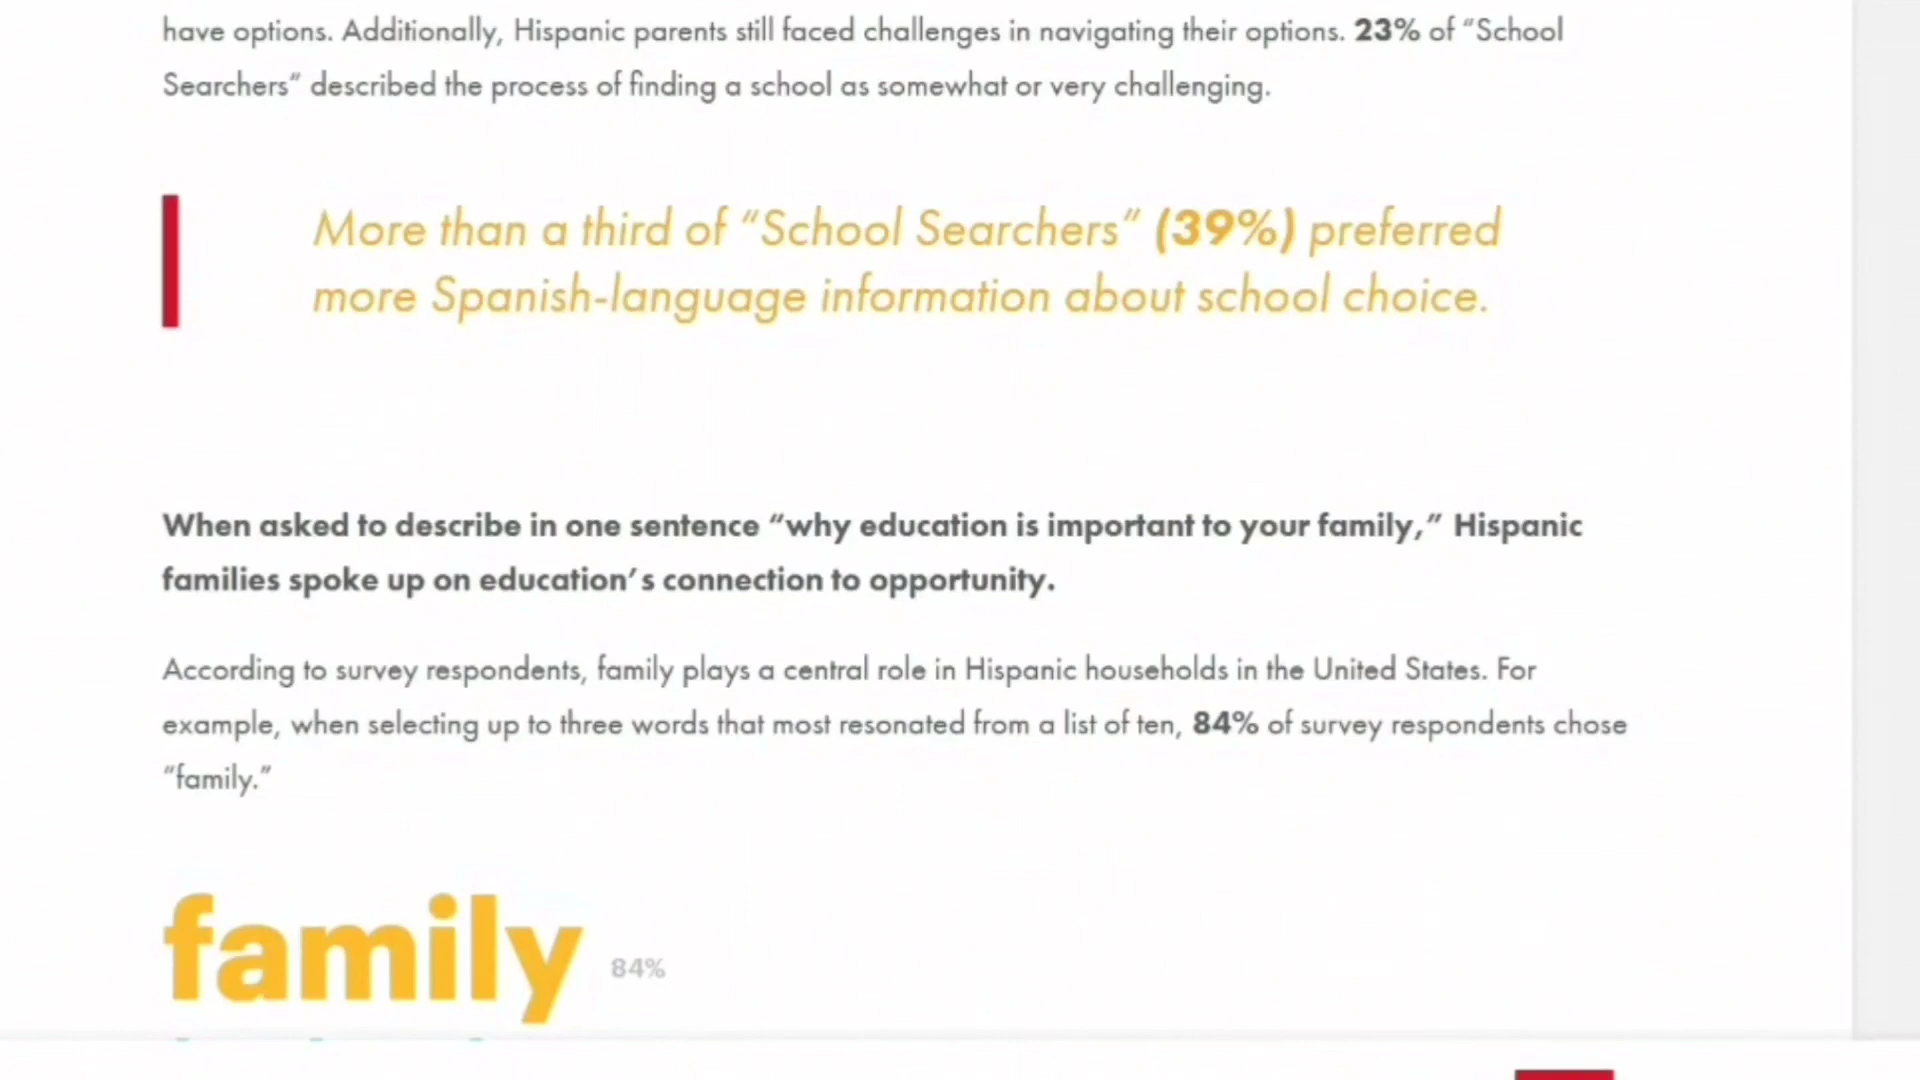 have options. Additionally, Hispanic parents still faced challenges in navigating their options. 23% of “School
Searchers” described the process of finding a school as somewhat or very challenging.
More than a third of “School Searchers” (39%) preferred
more Spanish-language information about school choice.
When asked to describe in one sentence “why education is important to your family,” Hispanic
families spoke up on education’s connection to opportunity.
According to survey respondents, family plays a central role in Hispanic households in the United States. For
example, when selecting up to three words that most resonated from a list of ten, 84% of survey respondents chose
“family.”
family 84%